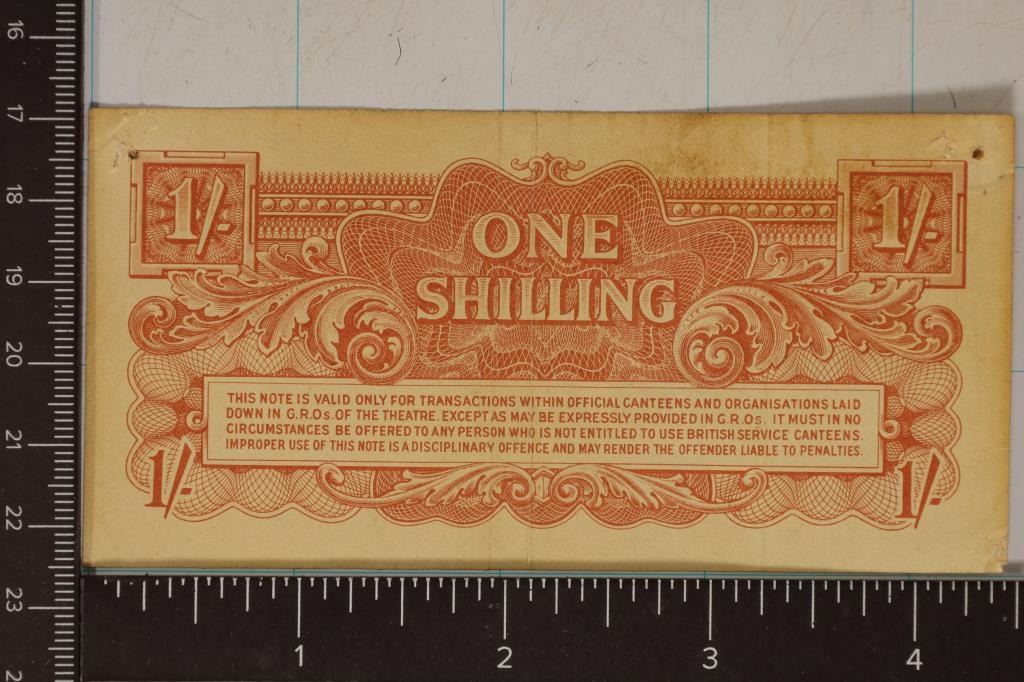 1/- 1/-
ONE
SHILLING
THIS NOTE IS VALID ONLY FOR TRANSACTIONS WITHIN OFFICIAL CANTEENS AND ORGANISATIONS LAID
DOWN IN G.R.Os. OF THE THEATRE. EXCEPT AS MAY BE EXPRESSLY PROVIDED IN G.R.Os. IT MUST IN NO
CIRCUMSTANCES BE OFFERED TO ANY PERSON WHO IS NOT ENTITLED TO USE BRITISH SERVICE CANTEENS.
IMPROPER USE OF THIS NOTE IS A DISCIPLINARY OFFENCE AND MAY RENDER THE OFFENDER LIABLE TO PENALTIES.
1/- 1/-
16
17
18
19
20
21
22
23
1 2 3 4